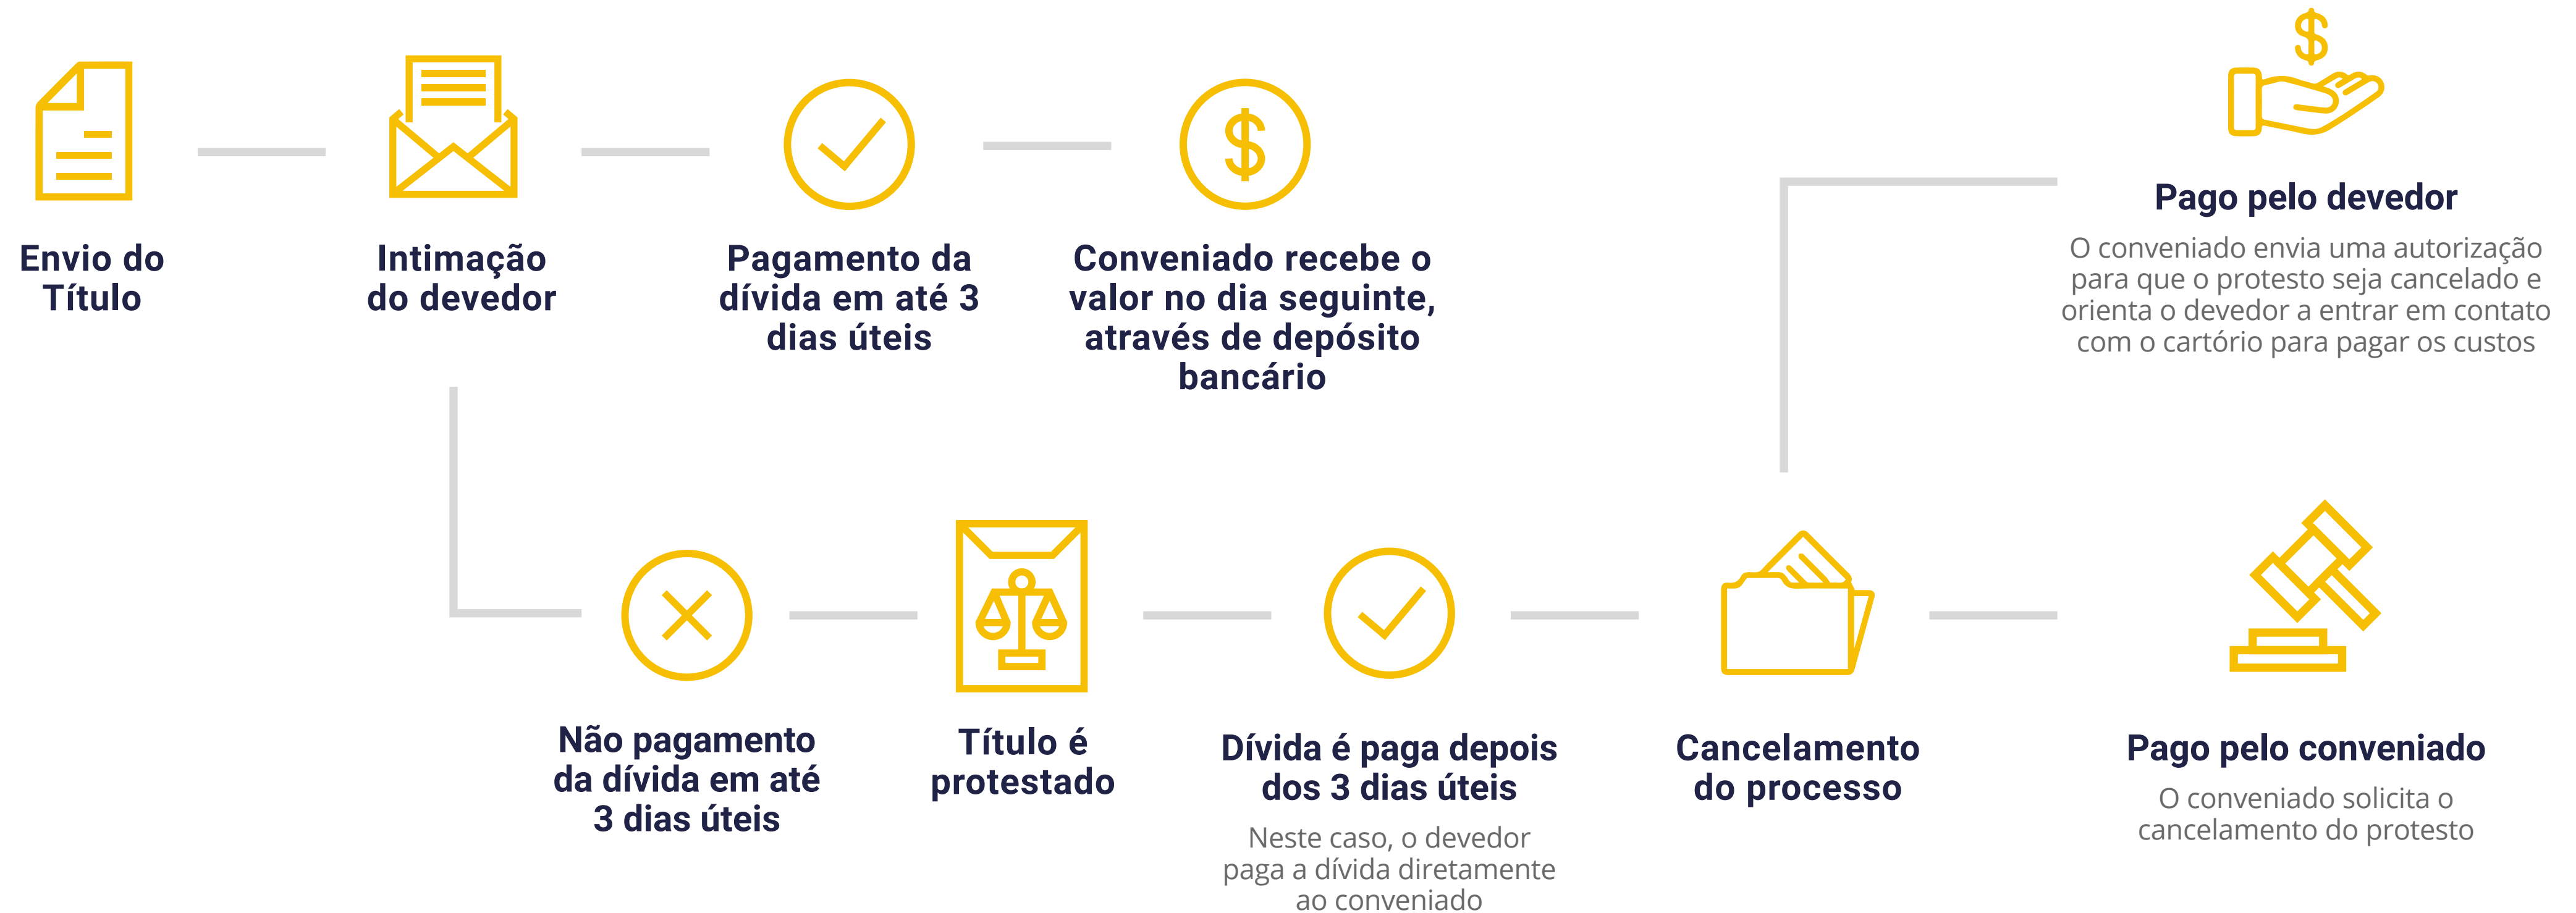 Envio do
Título
Intimação
do devedor
Pagamento da
dívida em até 3
dias úteis
Conveniado recebe o
valor no dia seguinte,
através de depósito
bancário
Pago pelo devedor
O conveniado envia uma autorização
para que o protesto seja cancelado e
orienta o devedor a entrar em contato
com o cartório para pagar os custos
Não pagamento
da dívida em até
3 dias úteis
Título é
protestado
Dívida é paga depois
dos 3 dias úteis
Neste caso, o devedor
paga a dívida diretamente
ao conveniado
Cancelamento
do processo
Pago pelo conveniado
O conveniado solicita o
cancelamento do protesto